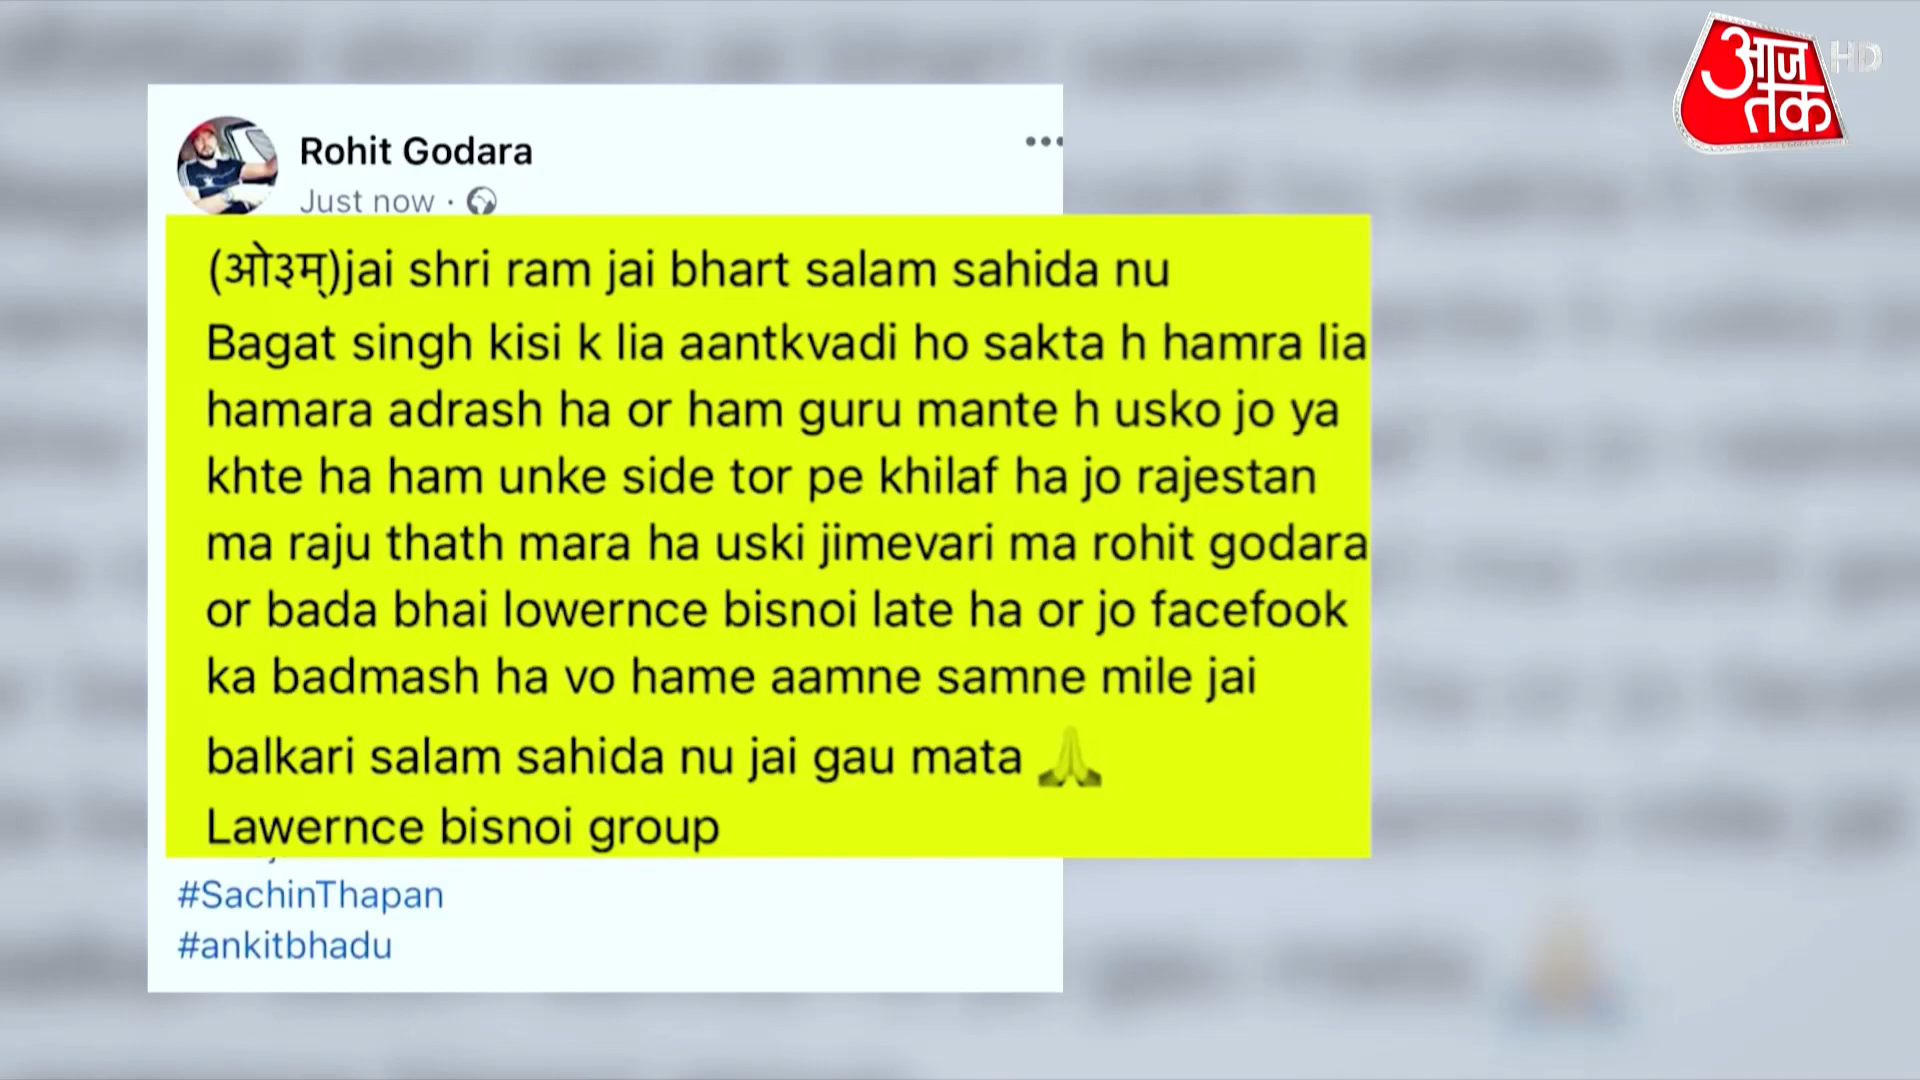 आज तक HD
Rohit Godara
Just now
(ओ३म्)jai shri ram jai bhart salam sahida nu
Bagat singh kisi k lia aantkvadi ho sakta h hamra lia
hamara adrash ha or ham guru mante h usko jo ya
khte ha ham unke side tor pe khilaf ha jo rajestan
ma raju thath mara ha uski jimevari ma rohit godara
or bada bhai lowernce bisnoi late ha or jo facefook
ka badmash ha vo hame aamne samne mile jai
balkari salam sahida nu jai gau mata 🙏
Lawernce bisnoi group
#SachinThapan
#ankitbhadu